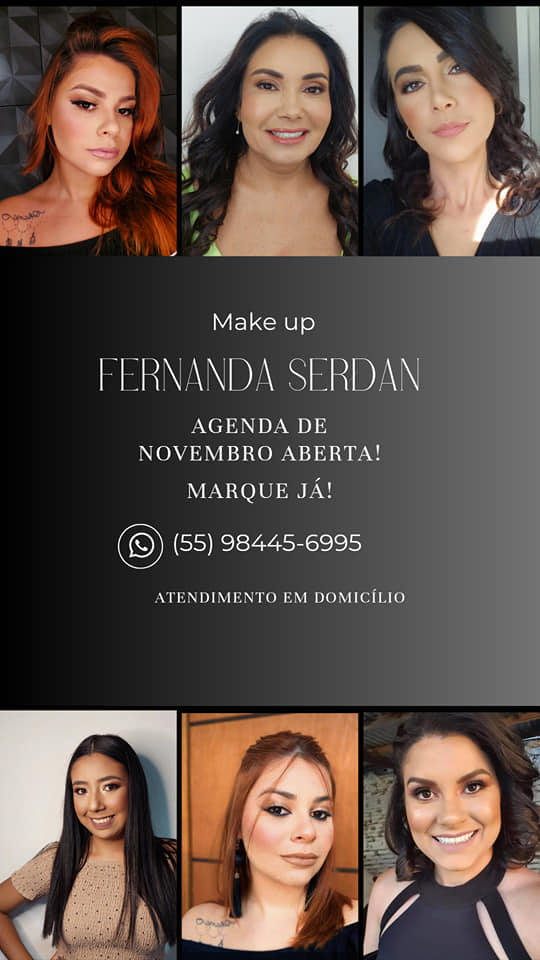 Make up
FERNANDA SERDAN
AGENDA DE
NOVEMBRO ABERTA!
MARQUE JÁ!
(55) 98445-6995
ATENDIMENTO EM DOMICÍLIO